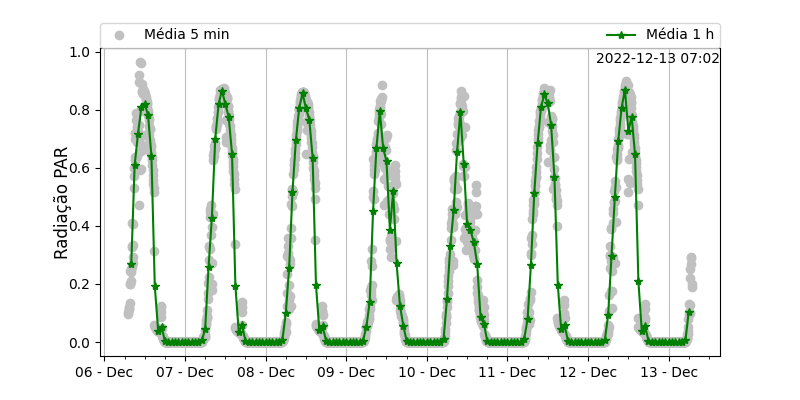 Média 5 min
Média 1 h
2022-12-13 07:02
Radiação PAR
1.0
0.8
0.6
0.4
0.2
0.0
06 - Dec
07 - Dec
08 - Dec
09 - Dec
10 - Dec
11 - Dec
12 - Dec
13 - Dec